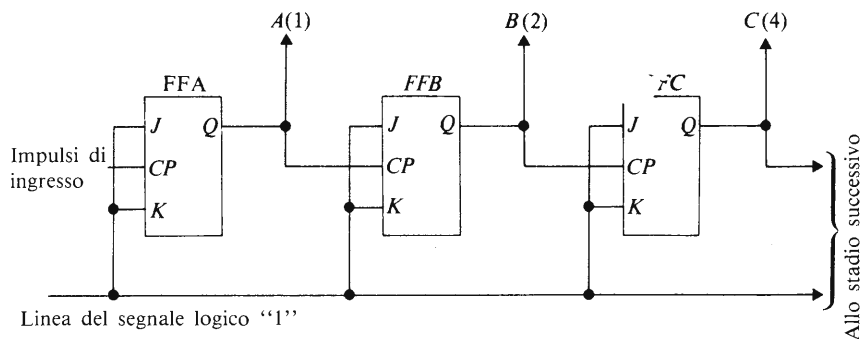 A(1) B(2) C(4)
FFA FFB
J Q J Q J Q
Impulsi di
ingresso
CP CP CP
K K K
Linea del segnale logico “1”
Allo stadio successivo